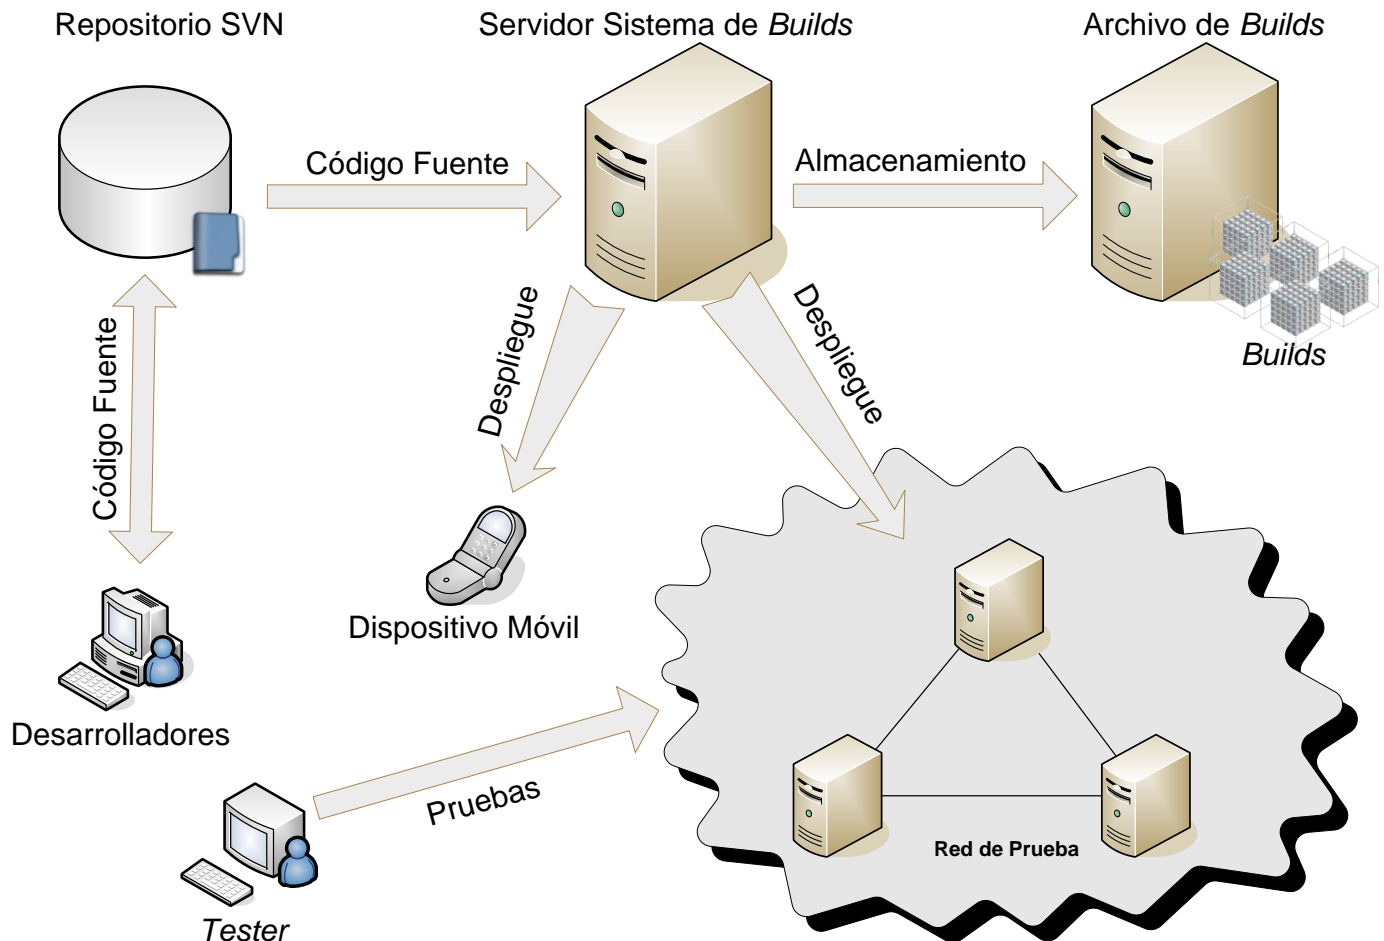 Repositorio SVN
Servidor Sistema de Builds
Archivo de Builds
Código Fuente
Almacenamiento
Builds
Código Fuente
Despliegue
Despliegue
Dispositivo Móvil
Desarrolladores
Pruebas
Red de Prueba
Tester